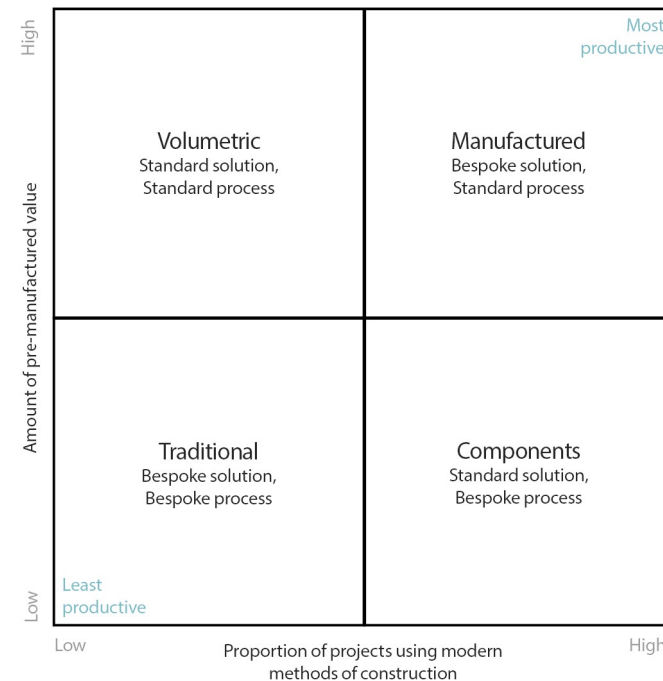 High
Most
productive
Volumetric
Standard solution,
Standard process
Manufactured
Bespoke solution,
Standard process
Amount of pre-manufactured value
Traditional
Bespoke solution,
Bespoke process
Components
Standard solution,
Bespoke process
Least
productive
Low
Low
Proportion of projects using modern
methods of construction
High